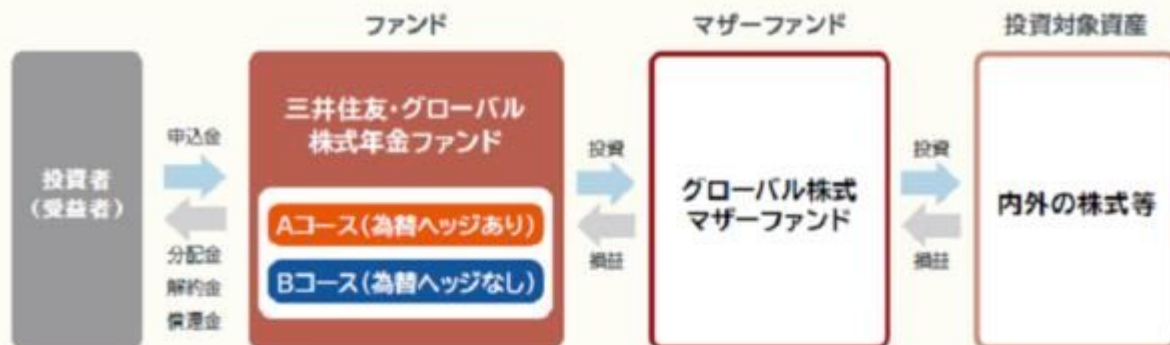 ファンド
マザーファンド
投資対象資産
投資者
(受益者)
申込金
分配金
解約金
償還金
三井住友・グローバル
株式年金ファンド
Aコース(為替ヘッジあり)
Bコース(為替ヘッジなし)
投資
損益
グローバル株式
マザーファンド
投資
損益
内外の株式等